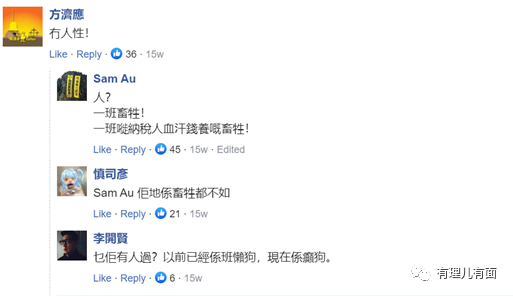 方濟應
冇人性!
Like · Reply · 36 · 15w
Sam Au
人?
一班畜牲!
一班嘥納稅人血汗錢養嘅畜牲!
Like · Reply · 45 · 15w · Edited
慎司彥
Sam Au 佢地係畜牲都不如
Like · Reply · 21 · 15w
李開賢
乜佢有人過? 以前已經係班懶狗，現在係癲狗。
Like · Reply · 6 · 15w
有理儿有面